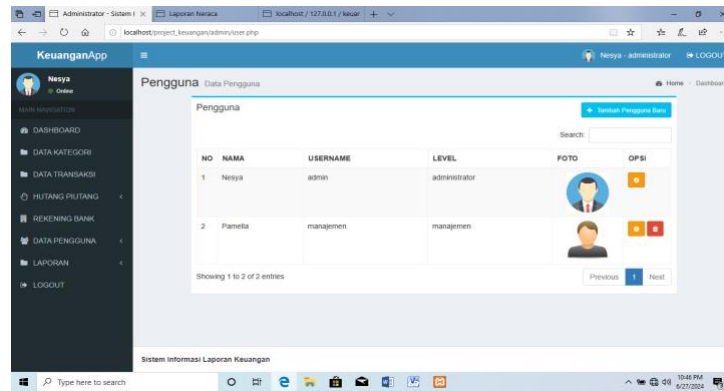 Administrator - Sistem I
Laporan Neraca
localhost / 127.0.0.1 / keuar
localhost/project_keuangan/admin/user.php
KeuanganApp
Nesya - administrator
LOGOUT
Nesya
Online
MAIN NAVIGATION
DASHBOARD
DATA KATEGORI
DATA TRANSAKSI
HUTANG PIUTANG
REKENING BANK
DATA PENGGUNA
LAPORAN
LOGOUT
Pengguna Data Pengguna
Home
Dashboar
Pengguna
Tambah Pengguna Baru
Search:
NO NAMA USERNAME LEVEL FOTO OPSI
1 Nesya admin administrator
2 Pamella manajemen manajemen
Showing 1 to 2 of 2 entries
Previous 1 Next
Sistem Informasi Laporan Keuangan
Type here to search
10:46 PM
6/27/2024